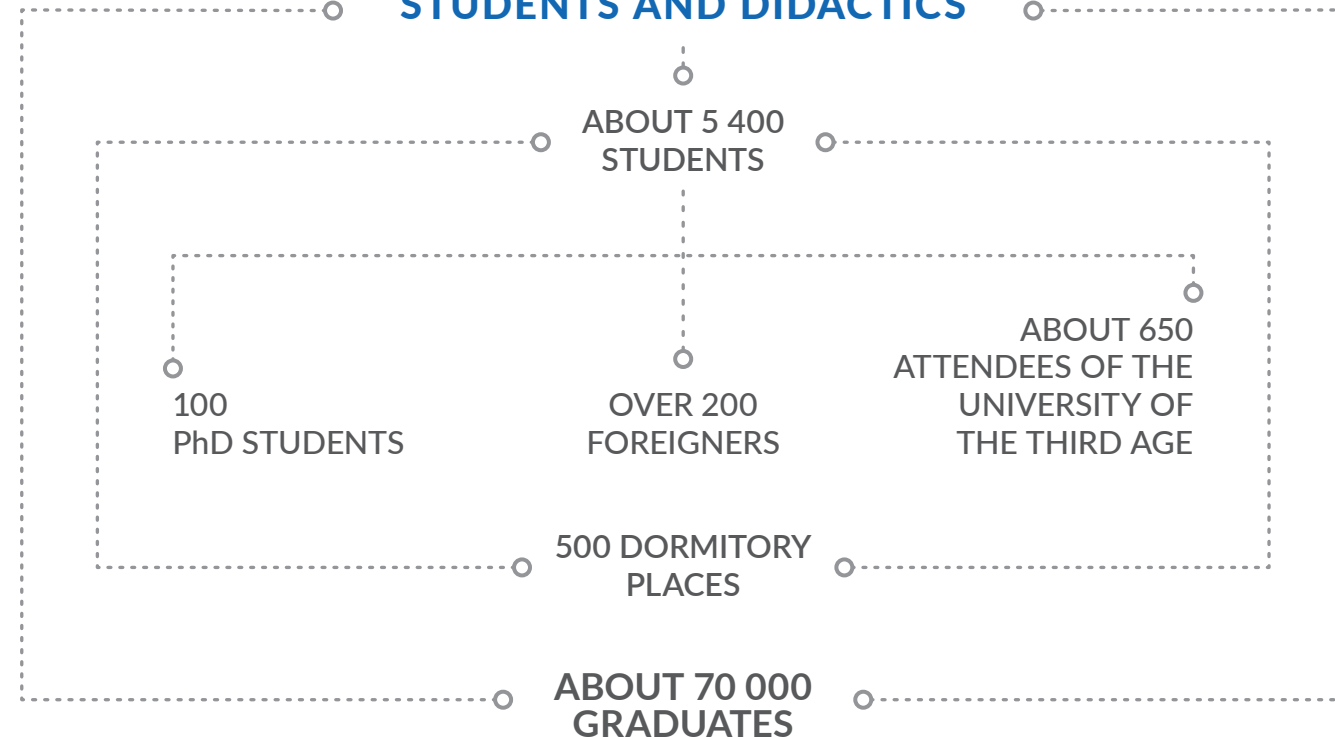 STUDENTS AND DIDACTICS
ABOUT 5 400
STUDENTS
100
PhD STUDENTS
OVER 200
FOREIGNERS
ABOUT 650
ATTENDEES OF THE
UNIVERSITY OF
THE THIRD AGE
500 DORMITORY
PLACES
ABOUT 70 000
GRADUATES